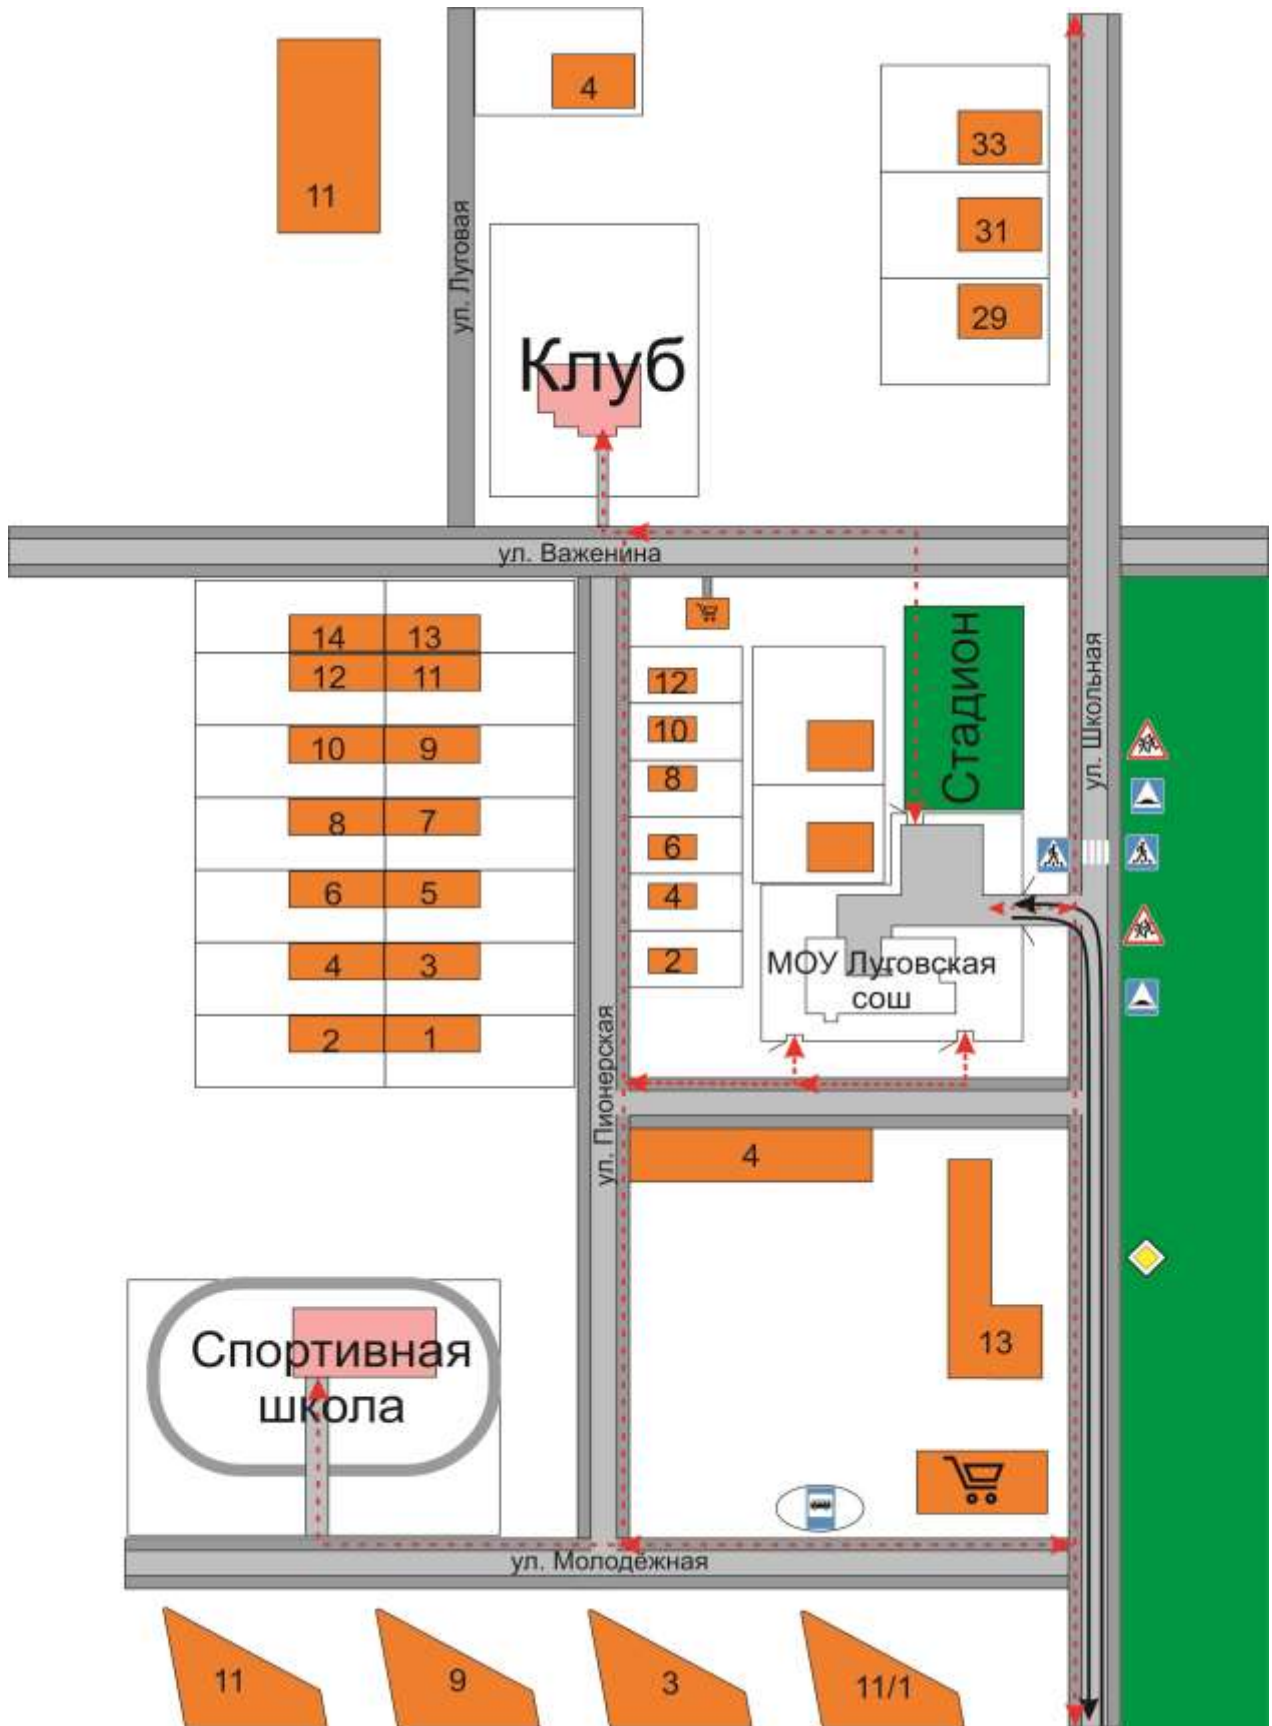 4
11
33
31
29
ул. Луговая
Клуб
ул. Важенина
14
13
12
11
10
9
8
7
6
5
4
3
2
1
12
10
8
6
4
2
Стадион
ул. Школьная
МОУ Луговская
сош
ул. Пионерская
4
13
Спортивная
школа
ул. Молодёжная
11
9
3
11/1